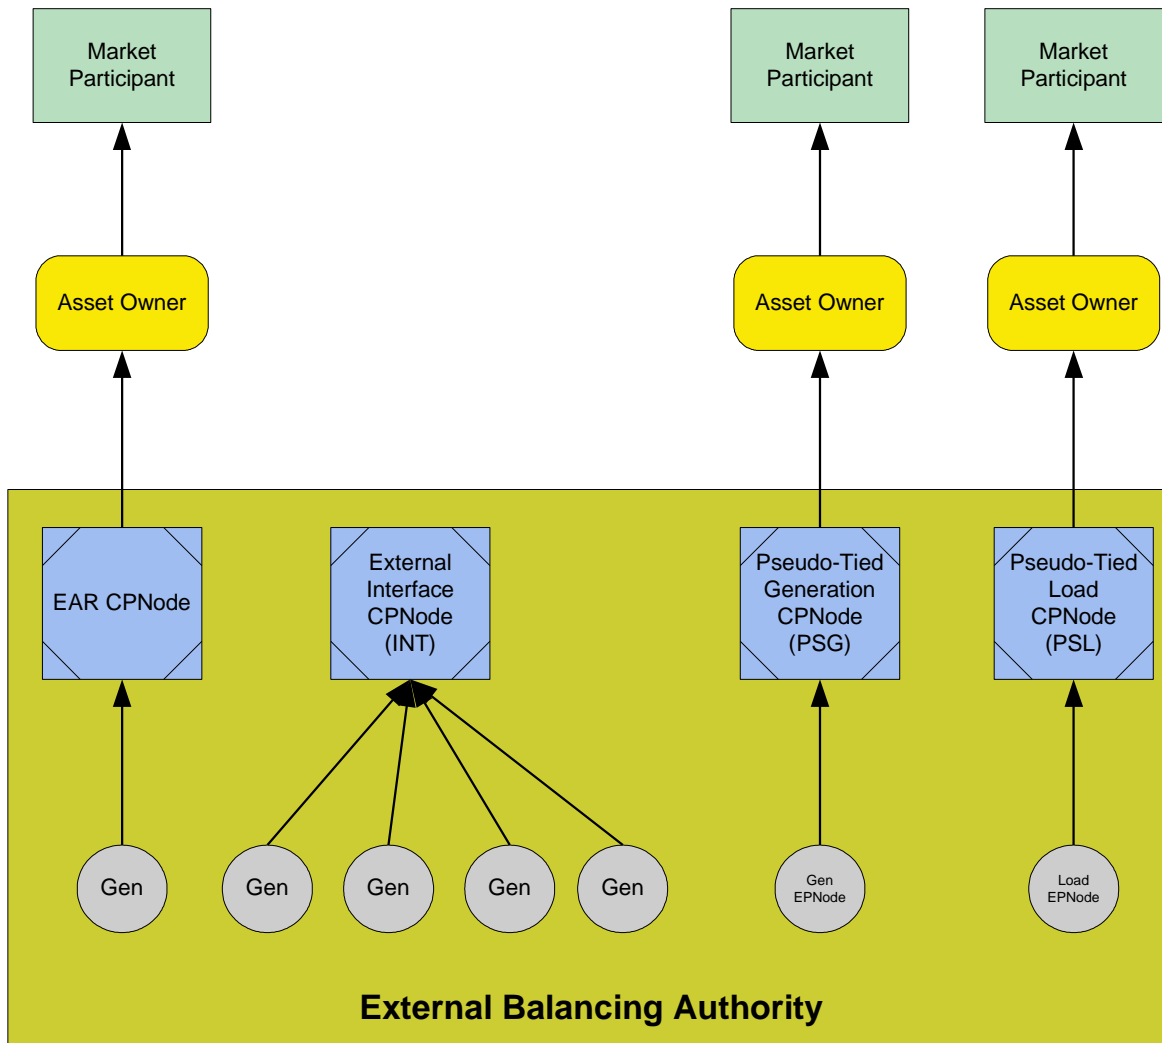 Market
Participant
Market
Participant
Market
Participant
Asset Owner
Asset Owner
Asset Owner
EAR CPNode
External
Interface
CPNode
(INT)
Pseudo-Tied
Generation
CPNode
(PSG)
Pseudo-Tied
Load
CPNode
(PSL)
Gen
Gen
Gen
Gen
Gen
Gen
EPNode
Load
EPNode
External Balancing Authority